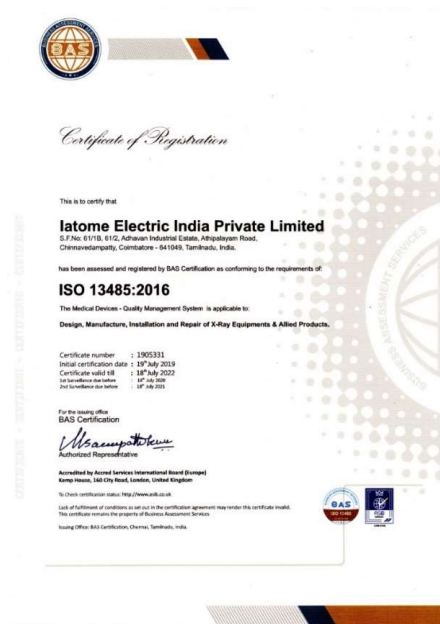 BUSINESS ASSESSMENT SERVICES
BAS
Certificate of Registration
This is to certify that
Iatome Electric India Private Limited
S.F.No: 61/1B, 61/2, Adhavan Industrial Estate, Athipalayam Road,
Chinnavedampatty, Coimbatore - 641049, Tamilnadu, India.
has been assessed and registered by BAS Certification as conforming to the requirements of:
ISO 13485:2016
The Medical Devices - Quality Management System is applicable to:
Design, Manufacture, Installation and Repair of X-Ray Equipments & Allied Products.
Certificate number : 1905331
Initial certification date : 19th July 2019
Certificate valid till : 18th July 2022
1st Surveillance due before : 18th July 2020
2nd Surveillance due before : 18th July 2021
For the issuing office
BAS Certification
Authorized Representative
Accredited by Accred Services International Board (Europe)
Kemp House, 160 City Road, London, United Kingdom
To Check certification status: http://www.asib.co.uk
Lack of fulfillment of conditions as set out in the certification agreement may render this certificate invalid.
This certificate remains the property of Business Assessment Services
Issuing Office: BAS Certification, Chennai, Tamilnadu, India.
BAS
ISO 13485
BUSINESS ASSESSMENT SERVICES